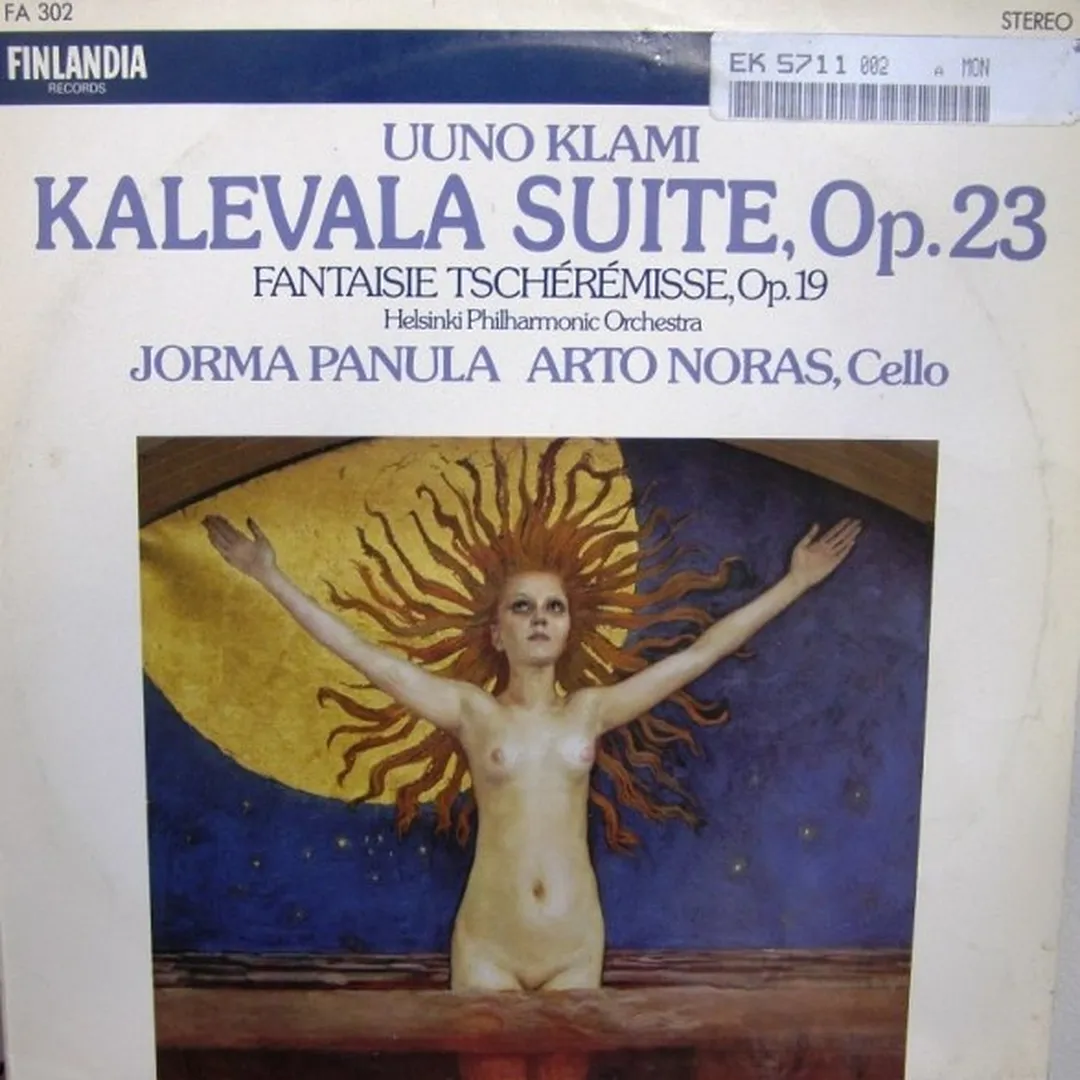 FA 302
STEREO
FINLANDIA
RECORDS
EK 5711 002 A MON
UUNO KLAMI
KALEVALA SUITE, Op. 23
FANTAISIE TSCHÉRÉMISSE, Op. 19
Helsinki Philharmonic Orchestra
JORMA PANULA ARTO NORAS, Cello